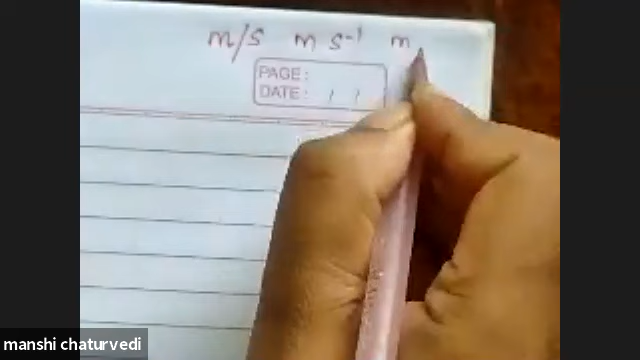 m/s m s⁻¹ m
PAGE:
DATE: / /
manshi chaturvedi